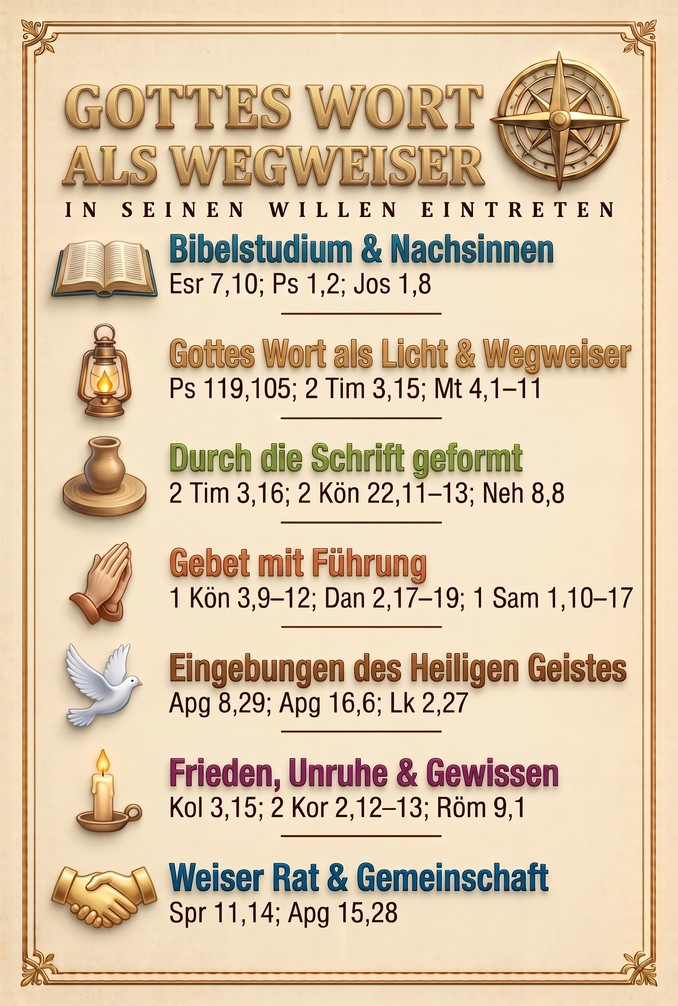 GOTTES WORT
ALS WEGWEISER
IN SEINEN WILLEN EINTRETEN
Bibelstudium & Nachsinnen
Esr 7,10; Ps 1,2; Jos 1,8
Gottes Wort als Licht & Wegweiser
Ps 119,105; 2 Tim 3,15; Mt 4,1–11
Durch die Schrift geformt
2 Tim 3,16; 2 Kön 22,11–13; Neh 8,8
Gebet mit Führung
1 Kön 3,9–12; Dan 2,17–19; 1 Sam 1,10–17
Eingebungen des Heiligen Geistes
Apg 8,29; Apg 16,6; Lk 2,27
Frieden, Unruhe & Gewissen
Kol 3,15; 2 Kor 2,12–13; Röm 9,1
Weiser Rat & Gemeinschaft
Spr 11,14; Apg 15,28